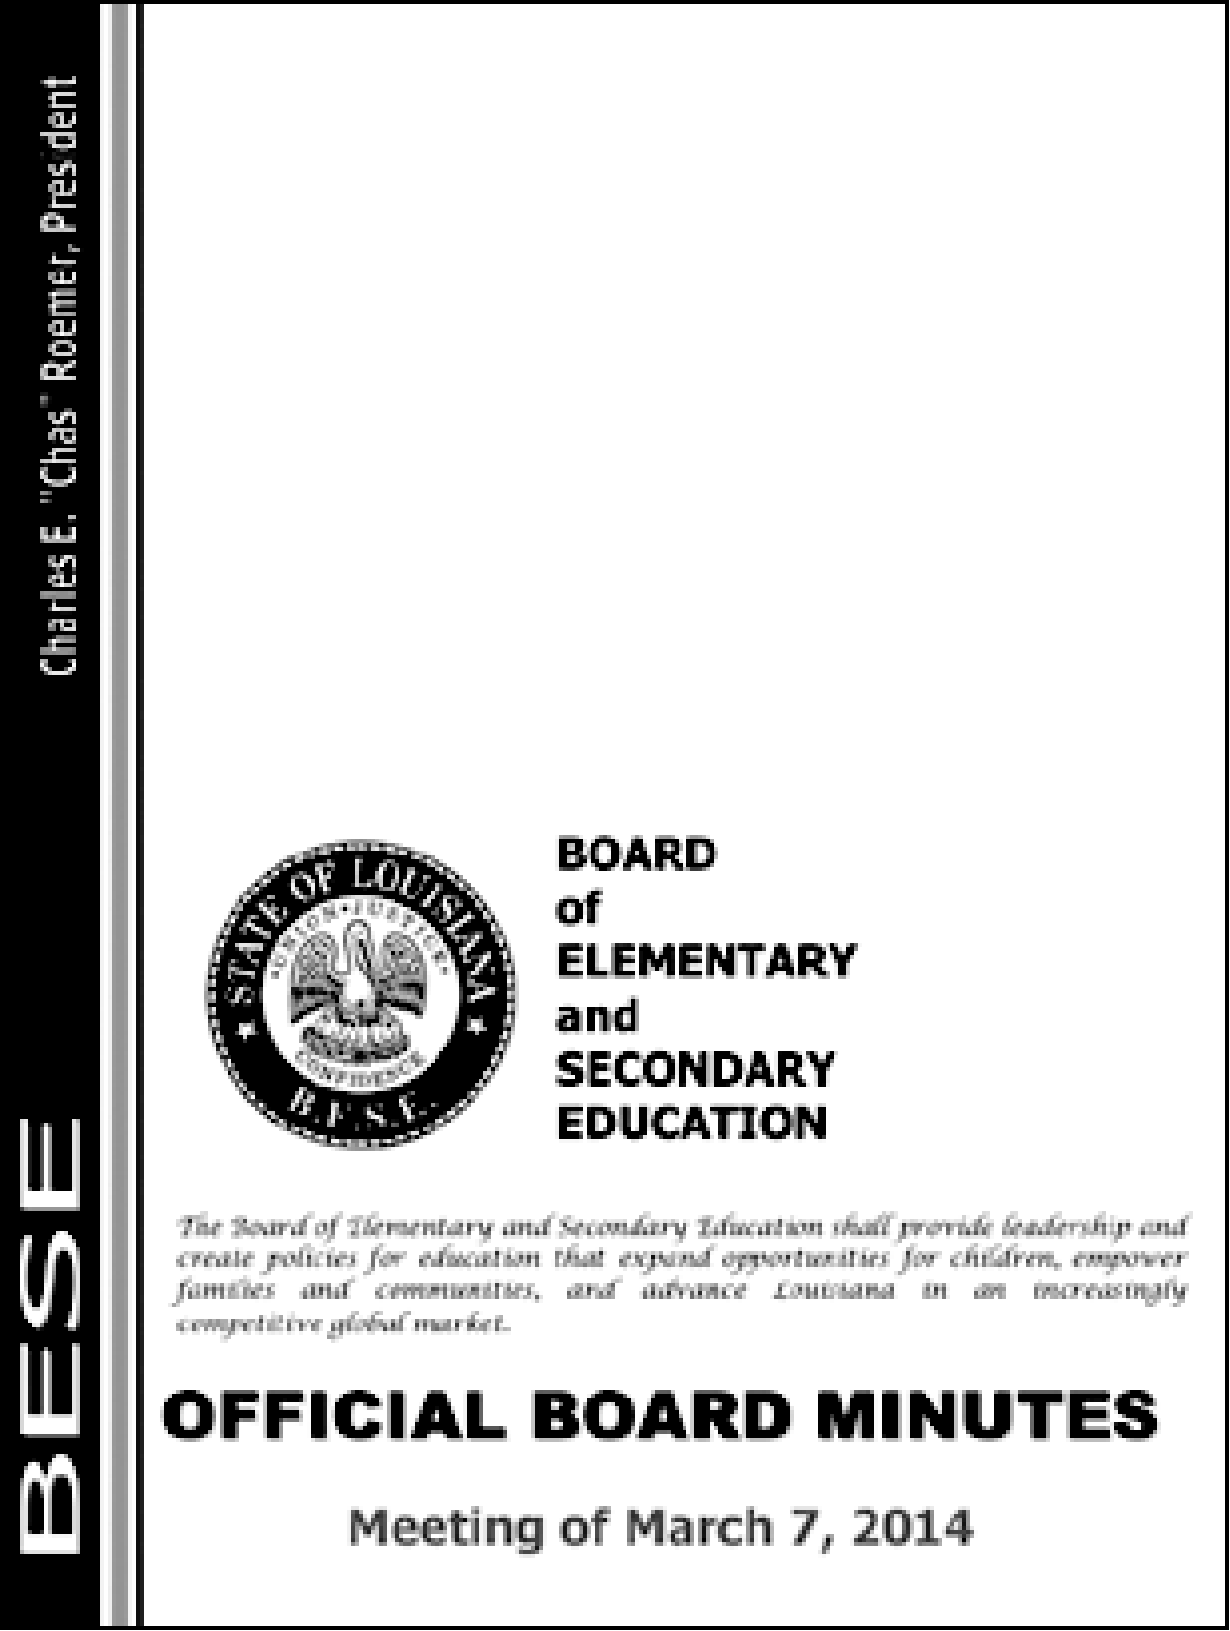 Charles E. "Chas" Roemer, President
BESE
STATE OF LOUISIANA
UNION • JUSTICE
CONFIDENCE
B.E.S.E.
BOARD
of
ELEMENTARY
and
SECONDARY
EDUCATION
The Board of Elementary and Secondary Education shall provide leadership and
create policies for education that expand opportunities for children, empower
families and communities, and advance Louisiana in an increasingly
competitive global market.
OFFICIAL BOARD MINUTES
Meeting of March 7, 2014